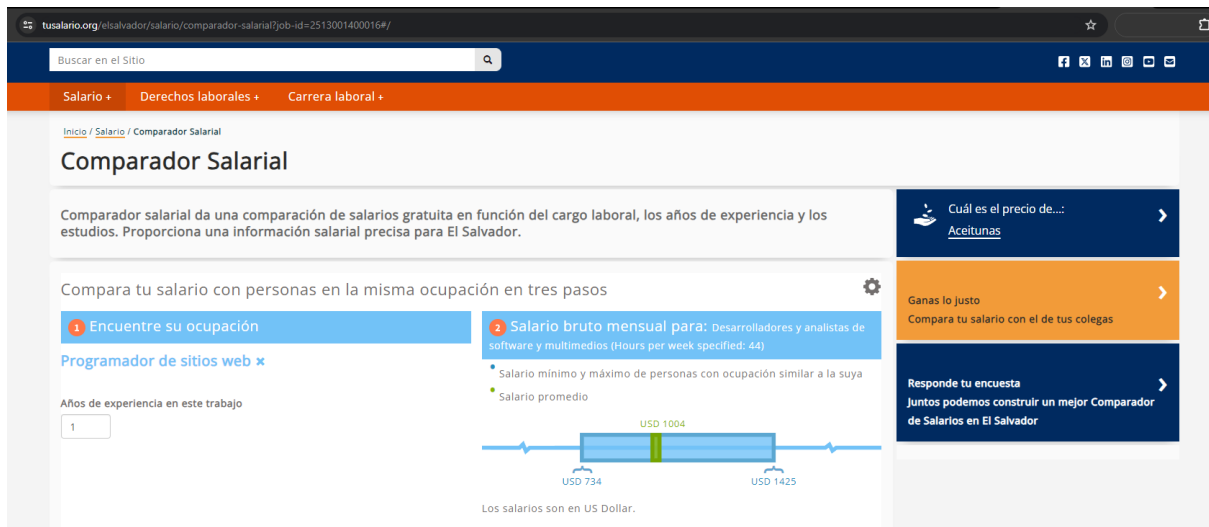 tusalario.org/elsalvador/salario/comparador-salarial?job-id=2513001400016#/
Buscar en el Sitio
Salario + Derechos laborales + Carrera laboral +
Inicio / Salario / Comparador Salarial
Comparador Salarial
Comparador salarial da una comparación de salarios gratuita en función del cargo laboral, los años de experiencia y los
estudios. Proporciona una información salarial precisa para El Salvador.
Cuál es el precio de...:
Aceitunas
Ganas lo justo
Compara tu salario con el de tus colegas
Responde tu encuesta
Juntos podemos construir un mejor Comparador
de Salarios en El Salvador
Compara tu salario con personas en la misma ocupación en tres pasos
1 Encuentre su ocupación
Programador de sitios web ×
Años de experiencia en este trabajo
1
2 Salario bruto mensual para: Desarrolladores y analistas de
software y multimedios (Hours per week specified: 44)
Salario mínimo y máximo de personas con ocupación similar a la suya
Salario promedio
USD 1004
USD 734 USD 1425
Los salarios son en US Dollar.